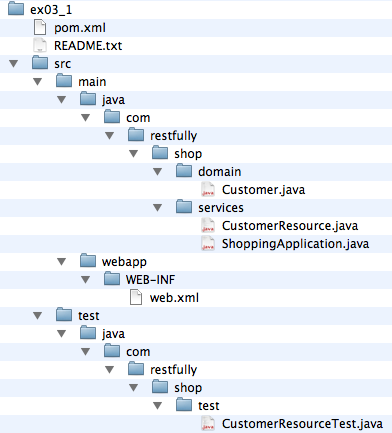 ex03_1
pom.xml
README.txt
src
main
java
com
restfully
shop
domain
Customer.java
services
CustomerResource.java
ShoppingApplication.java
webapp
WEB-INF
web.xml
test
java
com
restfully
shop
test
CustomerResourceTest.java